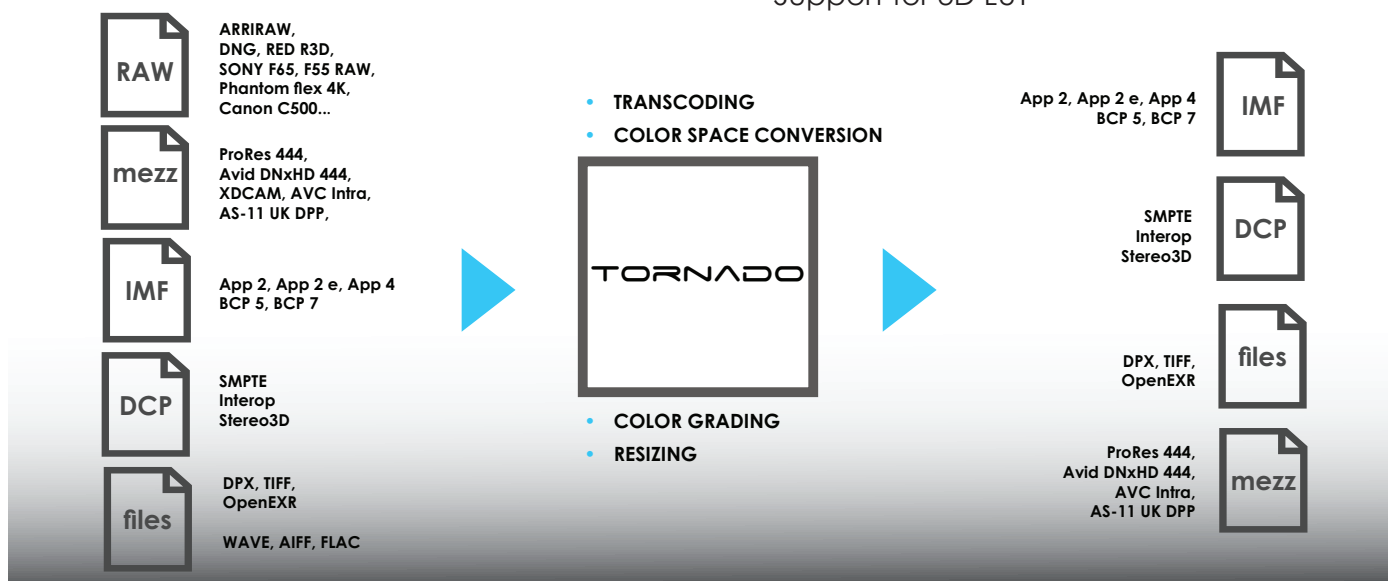 Support for 3D LUT
RAW
ARRIRAW,
DNG, RED R3D,
SONY F65, F55 RAW,
Phantom flex 4K,
Canon C500...
mezz
ProRes 444,
Avid DNxHD 444,
XDCAM, AVC Intra,
AS-11 UK DPP,
IMF
App 2, App 2 e, App 4
BCP 5, BCP 7
DCP
SMPTE
Interop
Stereo3D
files
DPX, TIFF,
OpenEXR
WAVE, AIFF, FLAC
• TRANSCODING
• COLOR SPACE CONVERSION
TORNADO
• COLOR GRADING
• RESIZING
App 2, App 2 e, App 4
BCP 5, BCP 7
IMF
SMPTE
Interop
Stereo3D
DCP
DPX, TIFF,
OpenEXR
files
ProRes 444,
Avid DNxHD 444,
AVC Intra,
AS-11 UK DPP
mezz